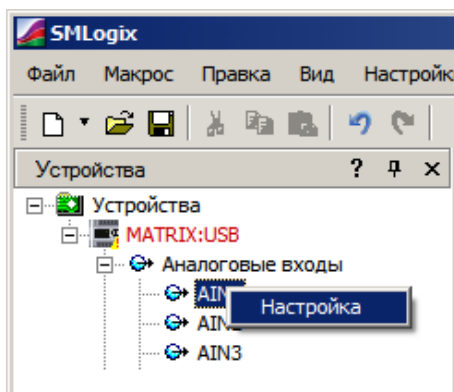 SMLogix
Файл Макрос Правка Вид Настройк
Устройства ? ×
Устройства
MATRIX:USB
Аналоговые входы
Настройка
AIN3